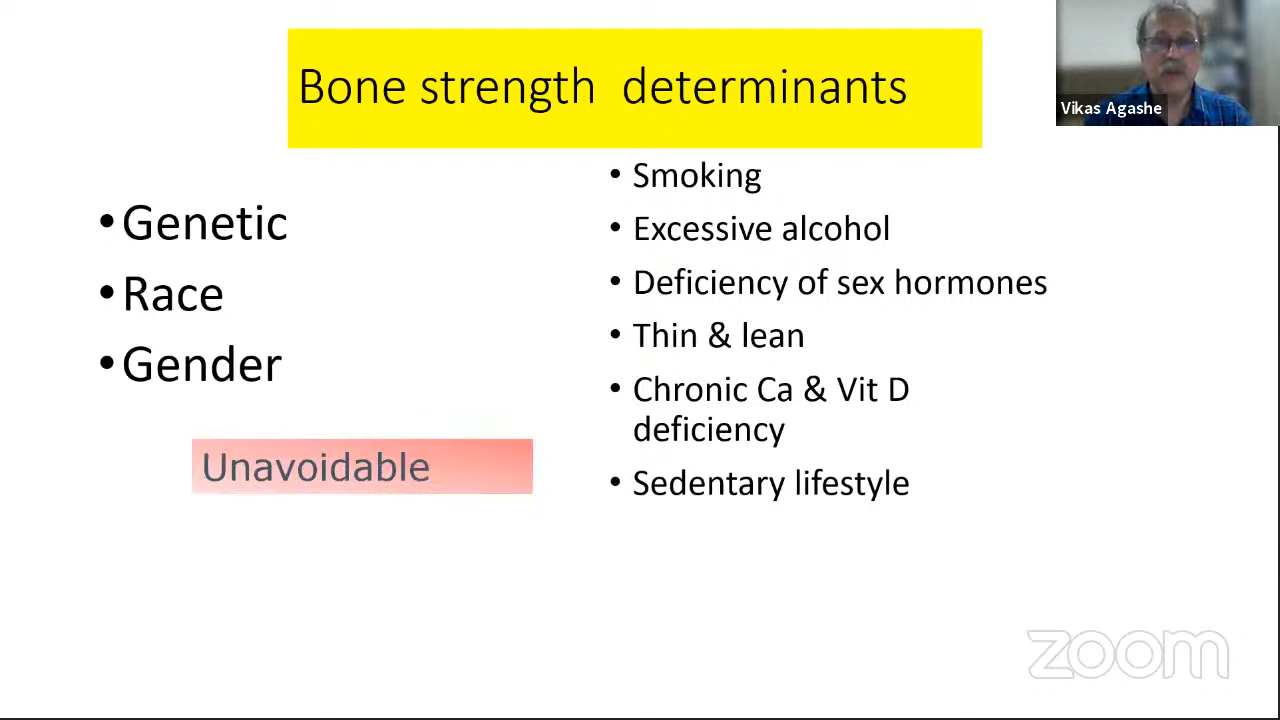 Bone strength determinants
Vikas Agashe
• Genetic
• Race
• Gender
Unavoidable
• Smoking
• Excessive alcohol
• Deficiency of sex hormones
• Thin & lean
• Chronic Ca & Vit D
deficiency
• Sedentary lifestyle
zoom